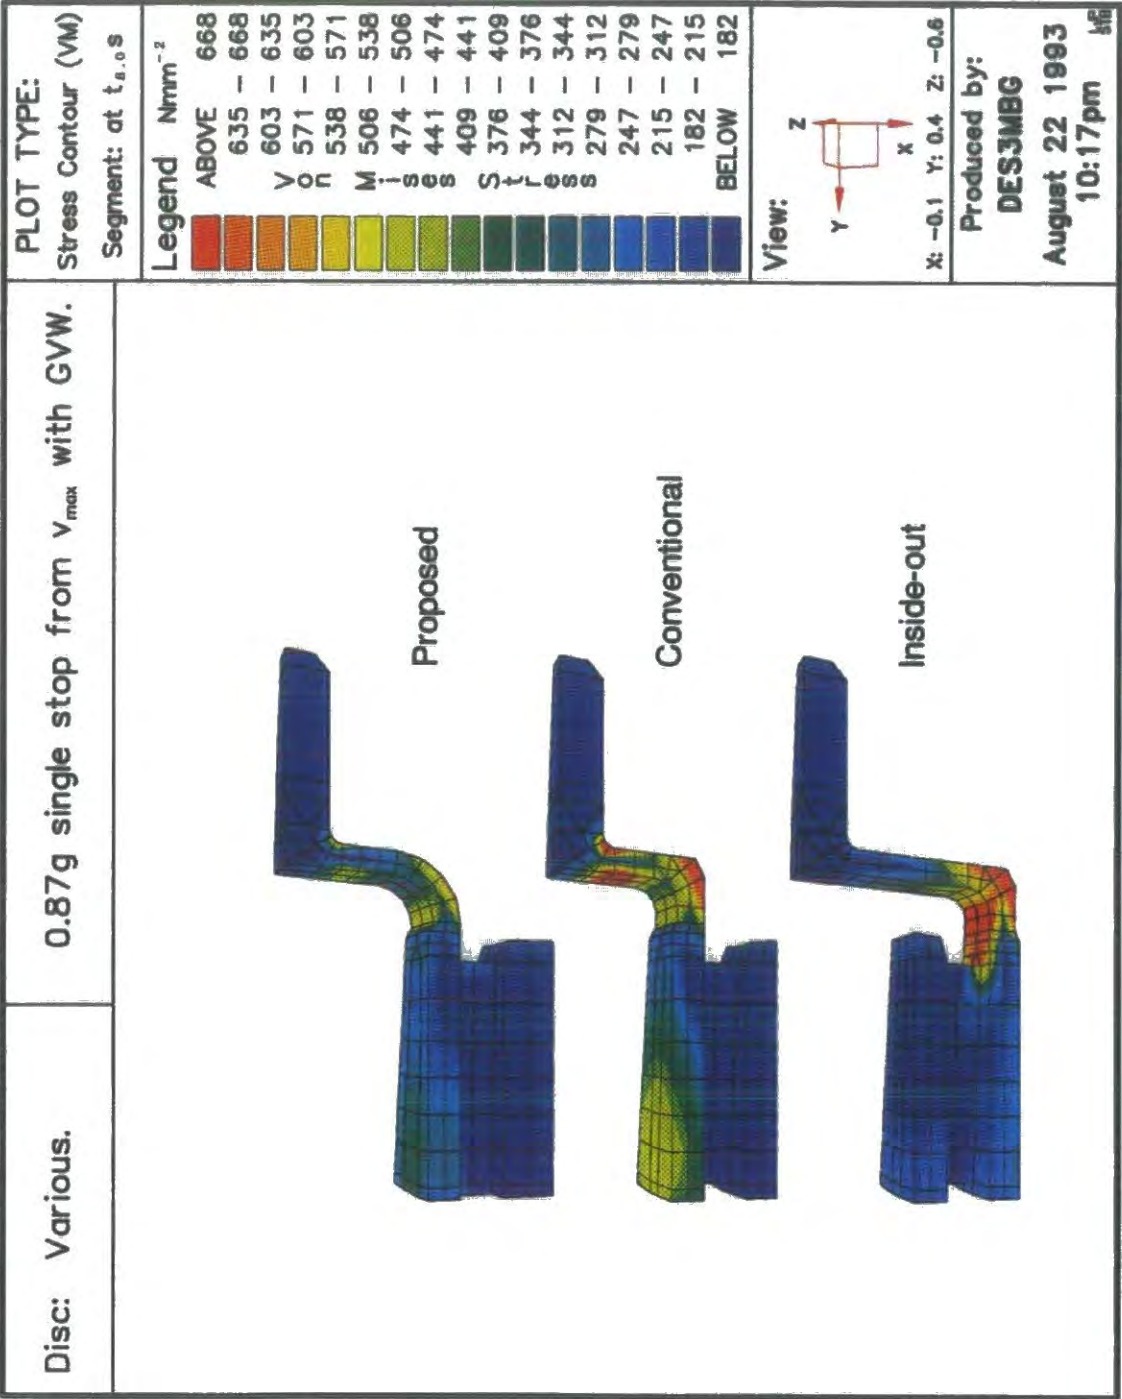 Disc: Various.
0.87g single stop from vmax with GVW.
PLOT TYPE:
Stress Contour (VM)
Segment: at t8.0s
Legend Nmm⁻²
Von Mises Stress
ABOVE 668
635 – 668
603 – 635
571 – 603
538 – 571
506 – 538
474 – 506
441 – 474
409 – 441
376 – 409
344 – 376
312 – 344
279 – 312
247 – 279
215 – 247
182 – 215
BELOW 182
View:
Z
Y
X
X: -0.1 Y: 0.4 Z: -0.6
Produced by:
DES3MBG
August 22 1993
10:17pm
Proposed
Conventional
Inside-out